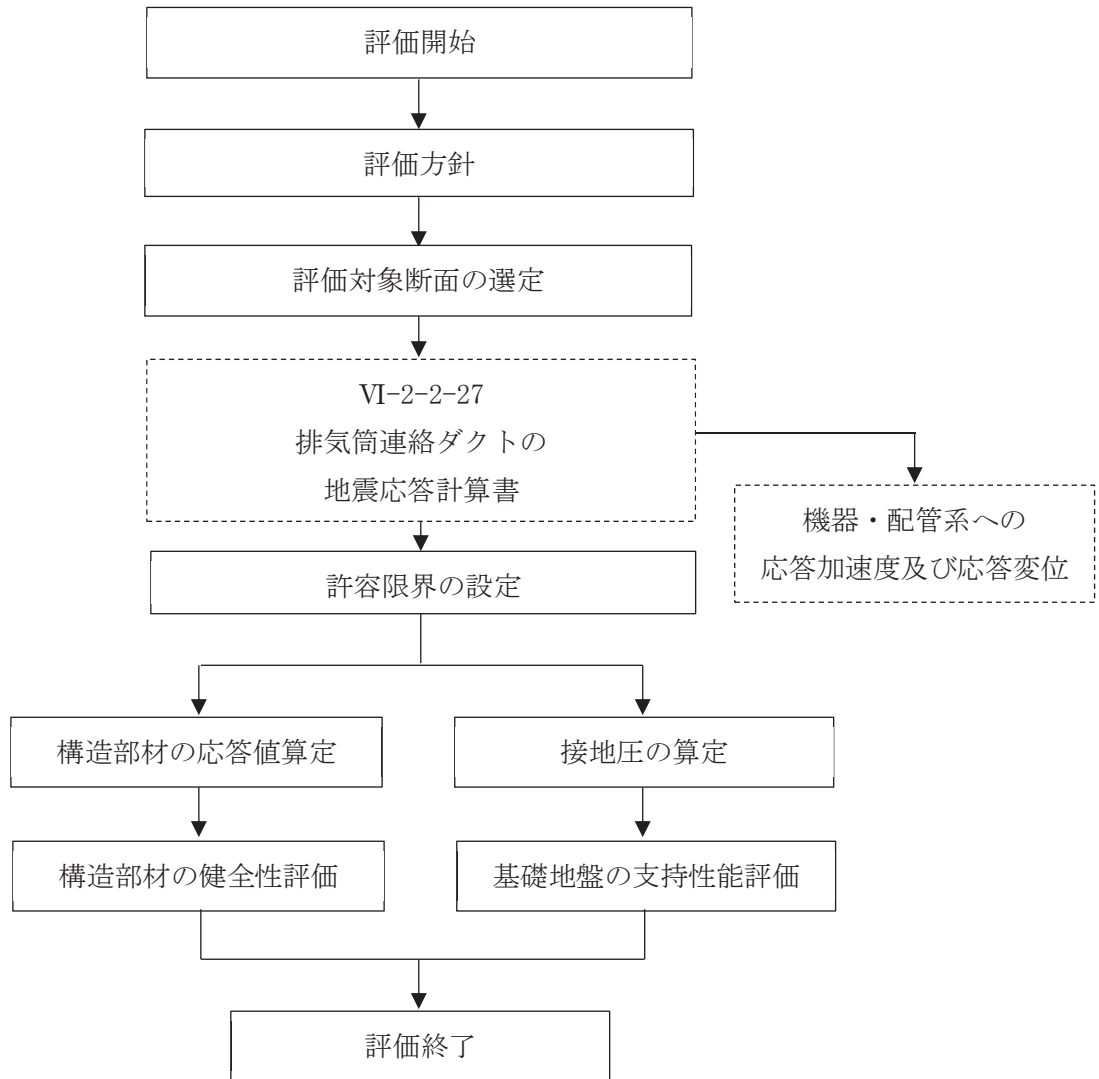 評価開始
評価方針
評価対象断面の選定
Ⅵ-2-2-27
排気筒連絡ダクトの
地震応答計算書
機器・配管系への
応答加速度及び応答変位
許容限界の設定
構造部材の応答値算定
接地圧の算定
構造部材の健全性評価
基礎地盤の支持性能評価
評価終了